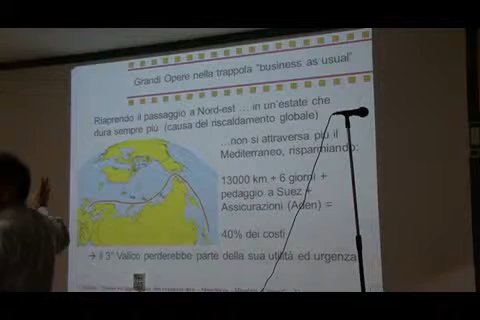 Grandi Opere nella trappola "business as usual"
Riaprendo il passaggio a Nord-est ... in un'estate che
dura sempre più (causa del riscaldamento globale)
...non si attraversa più il
Mediterraneo, risparmiando:
13000 km + 6 giorni +
pedaggio a Suez +
Assicurazioni (Aden) =
40% dei costi
→ il 3° Valico perderebbe parte della sua utilità ed urgenza